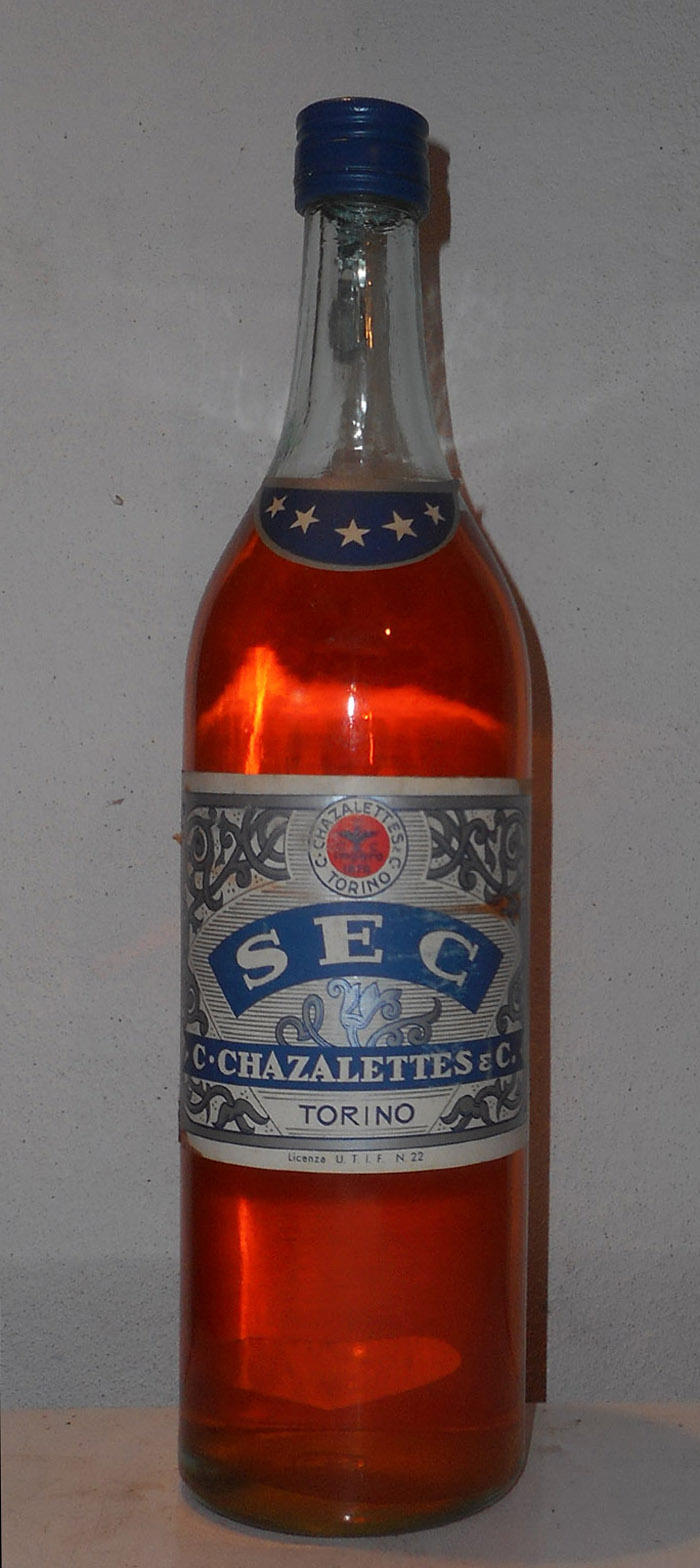 C. CHAZALETTES & C.
TORINO
SEC
C · CHAZALETTES & C.
TORINO
Licenza U. T. I. F. N. 22